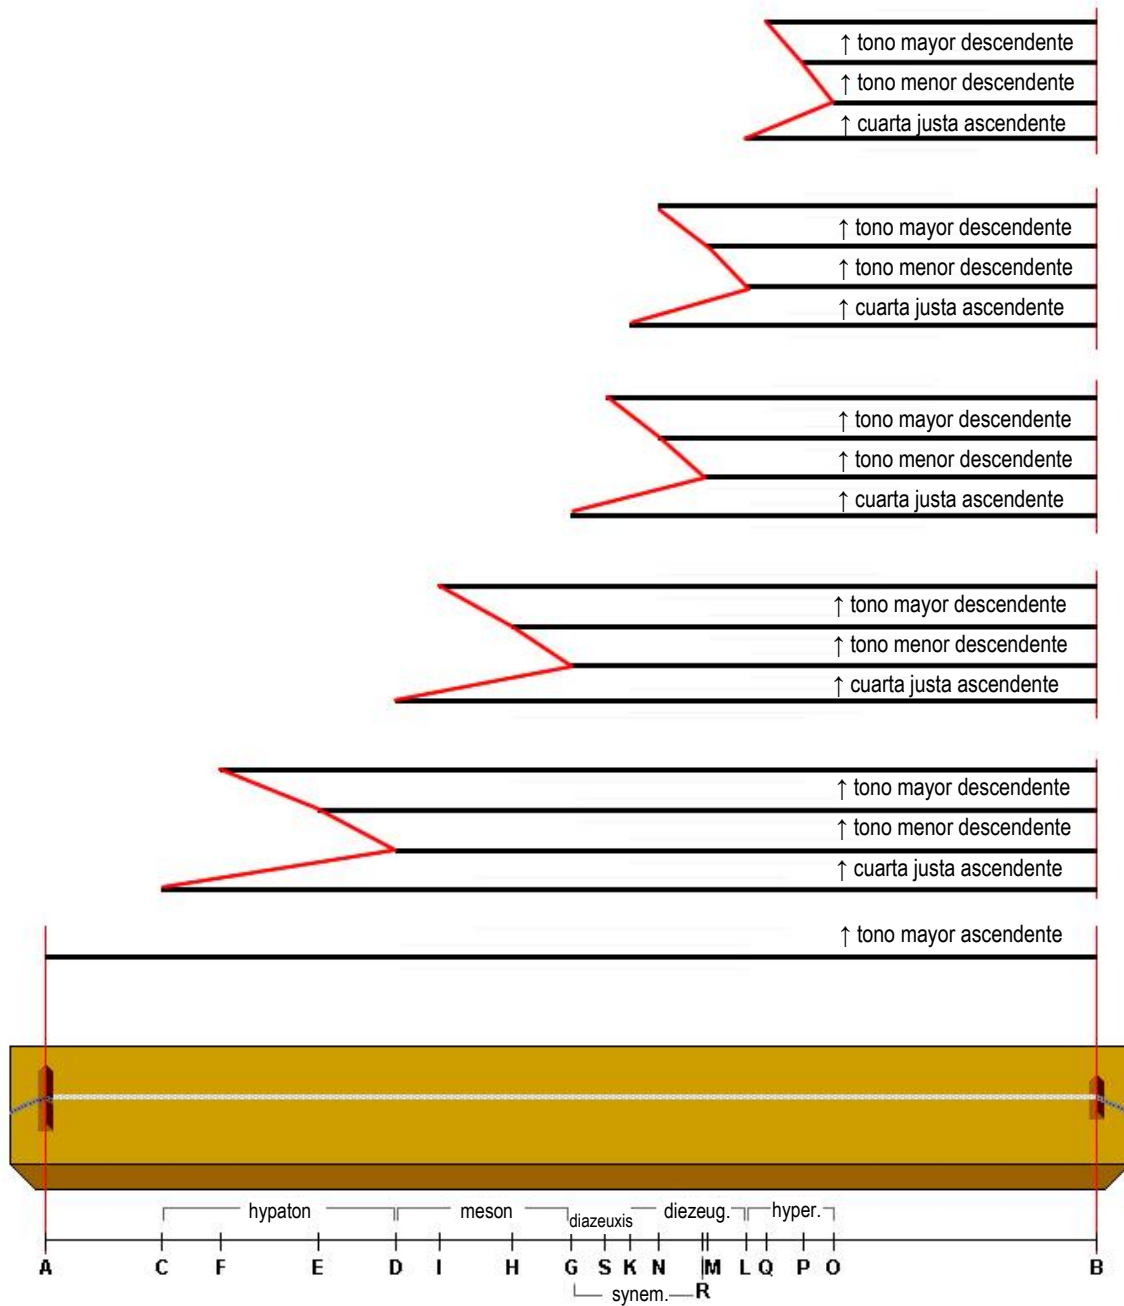 ↑ tono mayor descendente
↑ tono menor descendente
↑ cuarta justa ascendente
↑ tono mayor descendente
↑ tono menor descendente
↑ cuarta justa ascendente
↑ tono mayor descendente
↑ tono menor descendente
↑ cuarta justa ascendente
↑ tono mayor descendente
↑ tono menor descendente
↑ cuarta justa ascendente
↑ tono mayor descendente
↑ tono menor descendente
↑ cuarta justa ascendente
↑ tono mayor ascendente
hypaton meson diazeuxis diezeug. hyper.
A C F E D I H G S K N M L Q P O B
synem. R